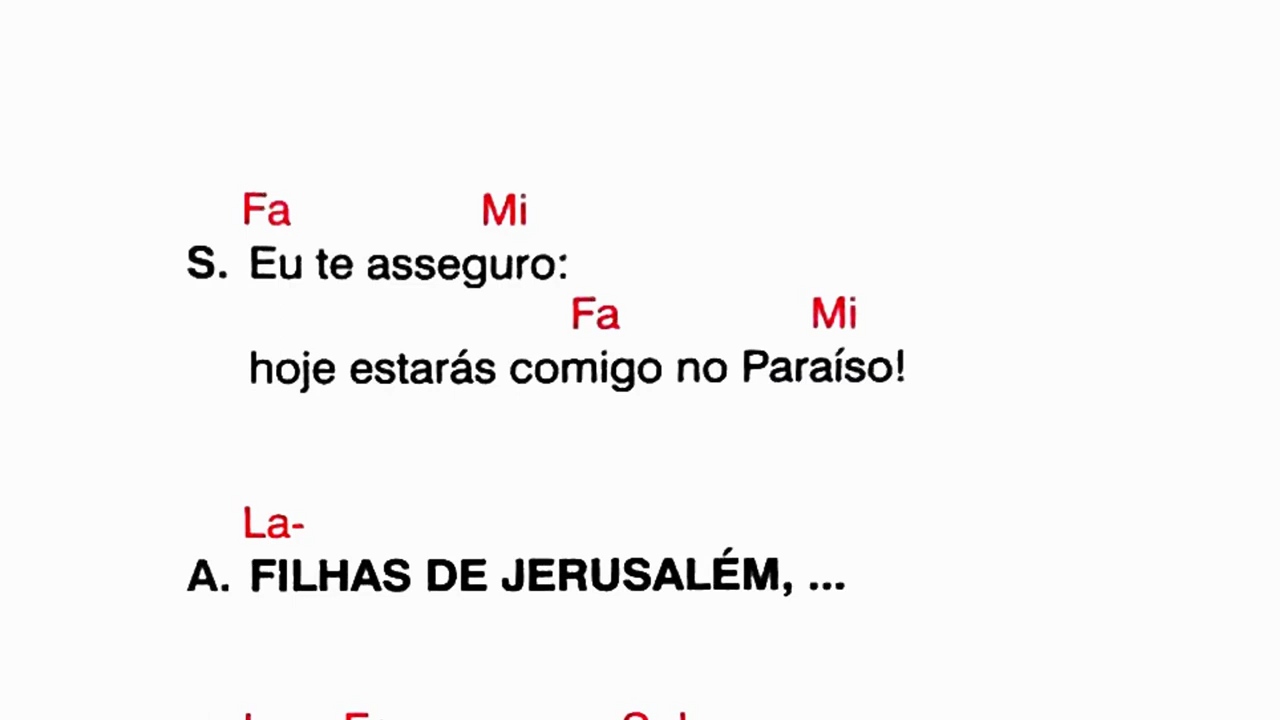 Fa Mi
S. Eu te asseguro:
Fa Mi
hoje estarás comigo no Paraíso!
La-
A. FILHAS DE JERUSALÉM, ...